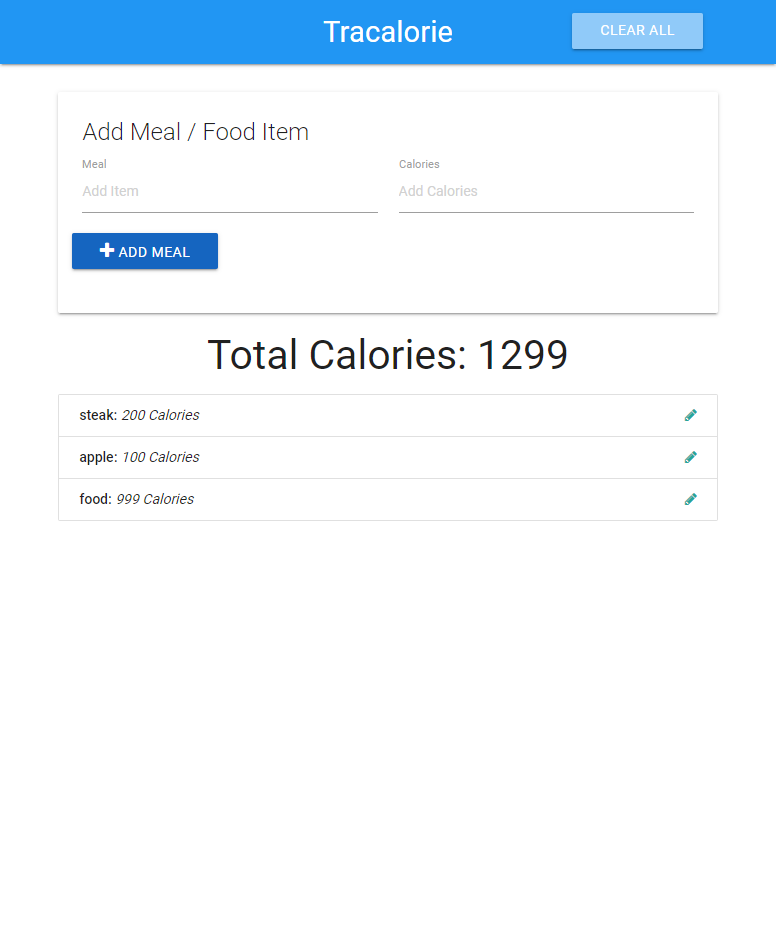 Tracalorie
CLEAR ALL
Add Meal / Food Item
Meal
Calories
Add Item
Add Calories
ADD MEAL
Total Calories: 1299
steak: 200 Calories
apple: 100 Calories
food: 999 Calories